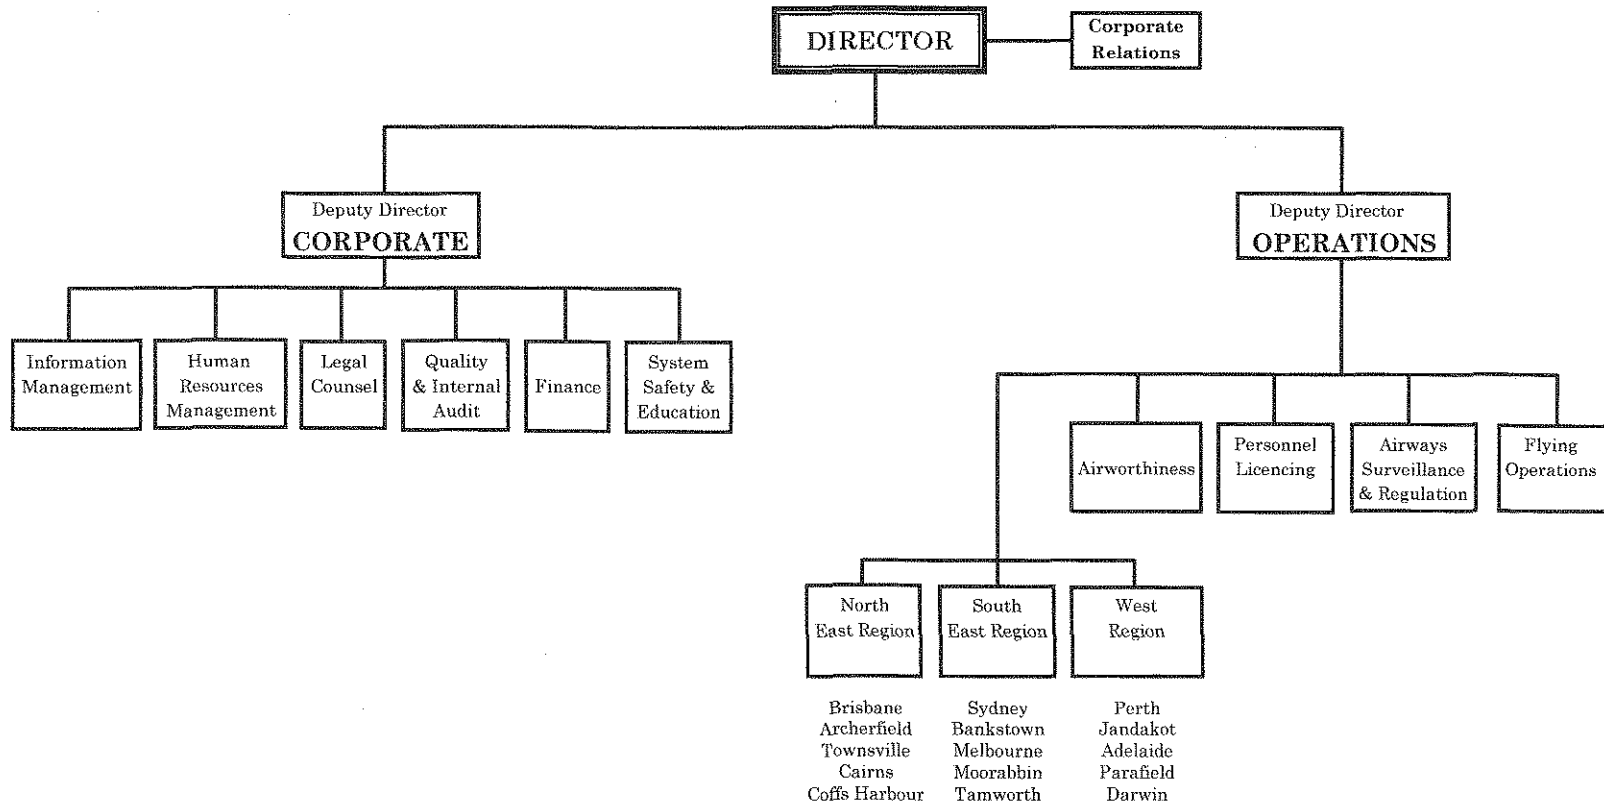 DIRECTOR
Corporate
Relations
Deputy Director
CORPORATE
Deputy Director
OPERATIONS
Information
Management
Human
Resources
Management
Legal
Counsel
Quality
& Internal
Audit
Finance
System
Safety &
Education
Airworthiness
Personnel
Licencing
Airways
Surveillance
& Regulation
Flying
Operations
North
East Region
South
East Region
West
Region
Brisbane
Archerfield
Townsville
Cairns
Coffs Harbour
Sydney
Bankstown
Melbourne
Moorabbin
Tamworth
Perth
Jandakot
Adelaide
Parafield
Darwin